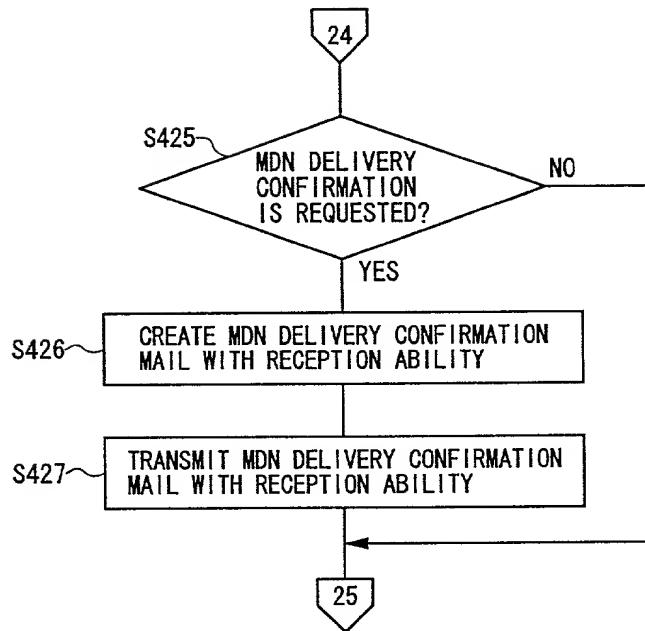 24
S425
MDN DELIVERY
CONFIRMATION
IS REQUESTED?
NO
YES
S426
CREATE MDN DELIVERY CONFIRMATION
MAIL WITH RECEPTION ABILITY
S427
TRANSMIT MDN DELIVERY CONFIRMATION
MAIL WITH RECEPTION ABILITY
25